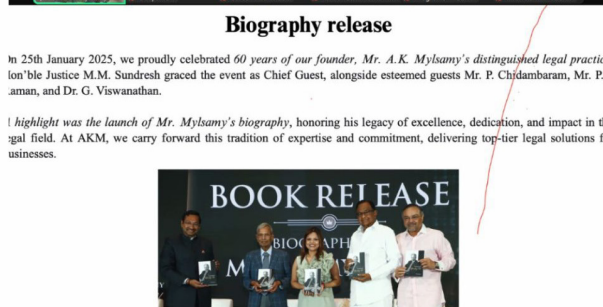 Biography release
On 25th January 2025, we proudly celebrated 60 years of our founder, Mr. A.K. Mylsamy's distinguished legal practic
Hon'ble Justice M.M. Sundresh graced the event as Chief Guest, alongside esteemed guests Mr. P. Chidambaram, Mr. P.
and Dr. G. Viswanathan.
highlight was the launch of Mr. Mylsamy's biography, honoring his legacy of excellence, dedication, and impact in th
egal field. At AKM, we carry forward this tradition of expertise and commitment, delivering top-tier legal solutions f
usinesses.
BOOK RELEASE
BIOGRAPH